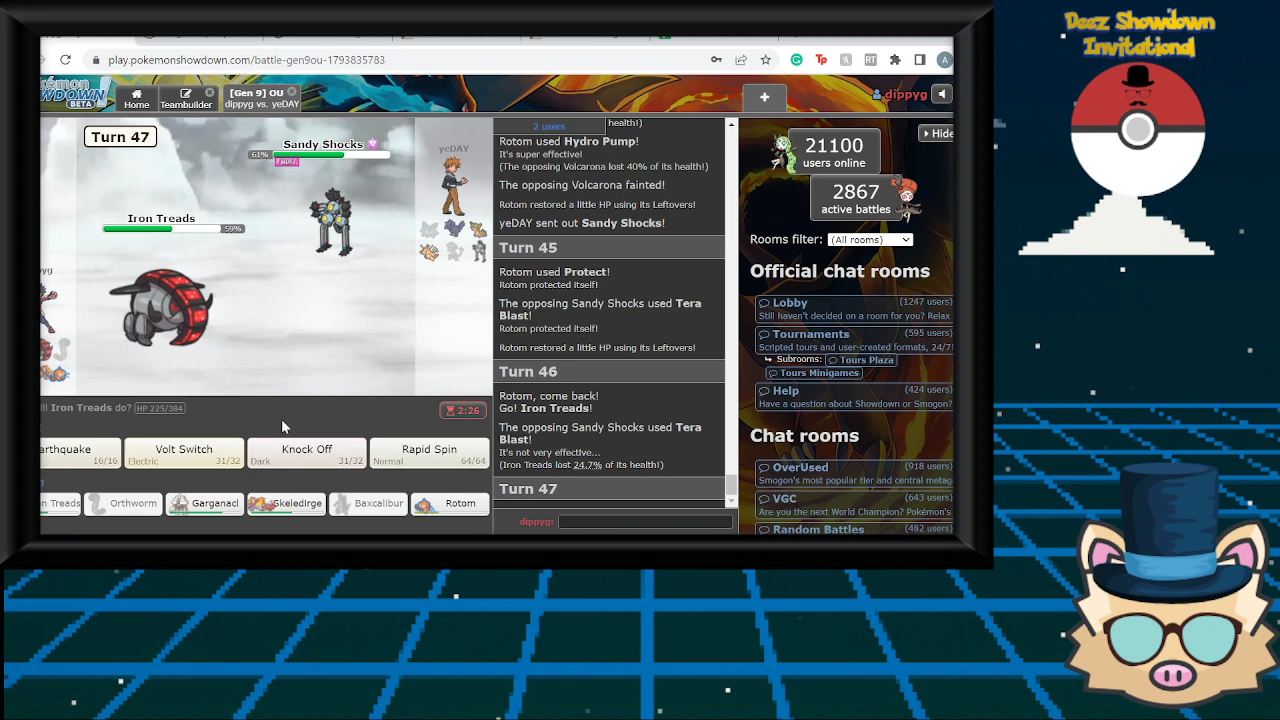 Deez Showdown
Invitational
play.pokemonshowdown.com/battle-gen9ou-1793835783
A
OWDOWN
BETA
Home
Teambuilder
[Gen 9] OU
dippyg vs. yeDAY
+
dippyg
Turn 47
Sandy Shocks
61%
FAIRY
yeDAY
Iron Treads
59%
yg
ill Iron Treads do? HP 225/384
2:26
arthquake
16/16
Volt Switch
Electric 31/32
Knock Off
Dark 31/32
Rapid Spin
Normal 64/64
n Treads
Orthworm
Garganacl
Skeledirge
Baxcalibur
Rotom
2 users
health!)
Rotom used Hydro Pump!
It's super effective!
(The opposing Volcarona lost 40% of its health!)
The opposing Volcarona fainted!
Rotom restored a little HP using its Leftovers!
yeDAY sent out Sandy Shocks!
Turn 45
Rotom used Protect!
Rotom protected itself!
The opposing Sandy Shocks used Tera
Blast!
Rotom protected itself!
Rotom restored a little HP using its Leftovers!
Turn 46
Rotom, come back!
Go! Iron Treads!
The opposing Sandy Shocks used Tera
Blast!
It's not very effective...
(Iron Treads lost 24.7% of its health!)
Turn 47
dippyg:
21100
users online
2867
active battles
Hide
Rooms filter: (All rooms)
Official chat rooms
Lobby (1247 users)
Still haven't decided on a room for you? Relax
Tournaments (595 users)
Scripted tours and user-created formats, 24/7!
Subrooms: Tours Plaza
Tours Minigames
Help (424 users)
Have a question about Showdown or Smogon?
Chat rooms
OverUsed (918 users)
Smogon's most popular tier and central metag
VGC (643 users)
Are you the next World Champion? Pokémon's
Random Battles (482 users)